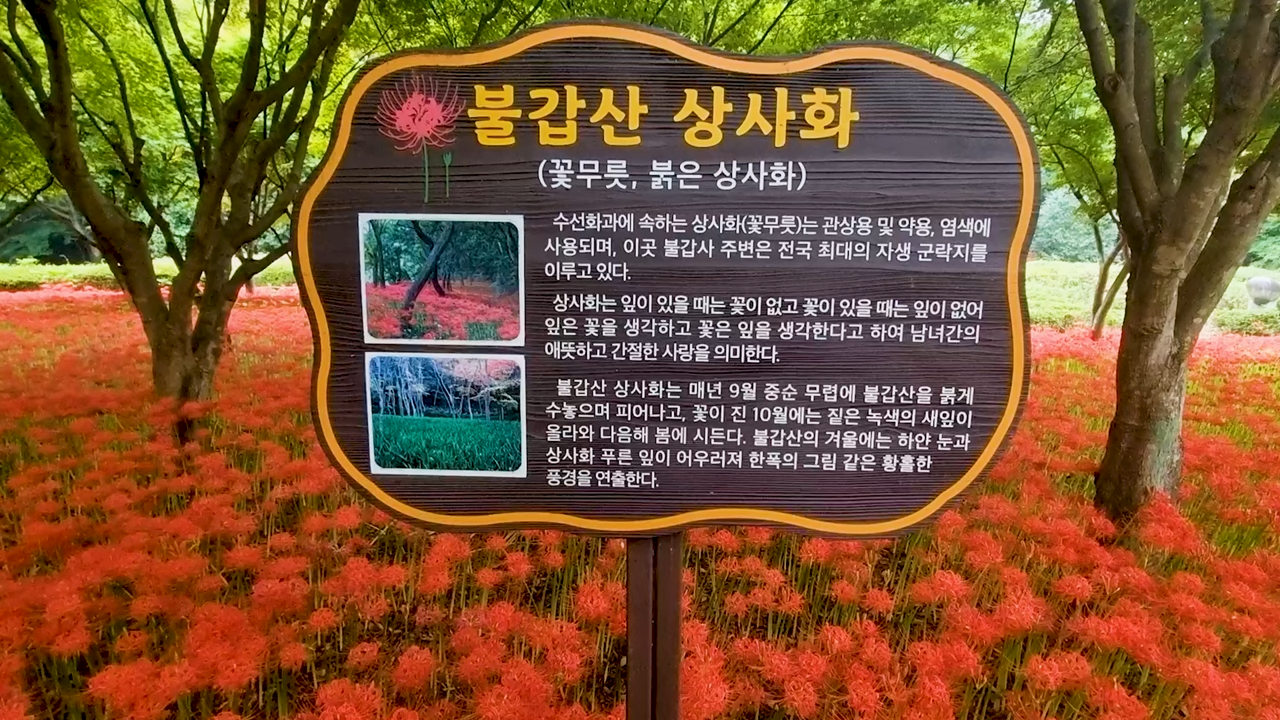 불갑산 상사화
(꽃무릇, 붉은 상사화)
수선화과에 속하는 상사화(꽃무릇)는 관상용 및 약용, 염색에
사용되며, 이곳 불갑사 주변은 전국 최대의 자생 군락지를
이루고 있다.
상사화는 잎이 있을 때는 꽃이 없고 꽃이 있을 때는 잎이 없어
잎은 꽃을 생각하고 꽃은 잎을 생각한다고 하여 남녀간의
애뜻하고 간절한 사랑을 의미한다.
불갑산 상사화는 매년 9월 중순 무렵에 불갑산을 붉게
수놓으며 피어나고, 꽃이 진 10월에는 짙은 녹색의 새잎이
올라와 다음해 봄에 시든다. 불갑산의 겨울에는 하얀 눈과
상사화 푸른 잎이 어우러져 한폭의 그림 같은 황홀한
풍경을 연출한다.